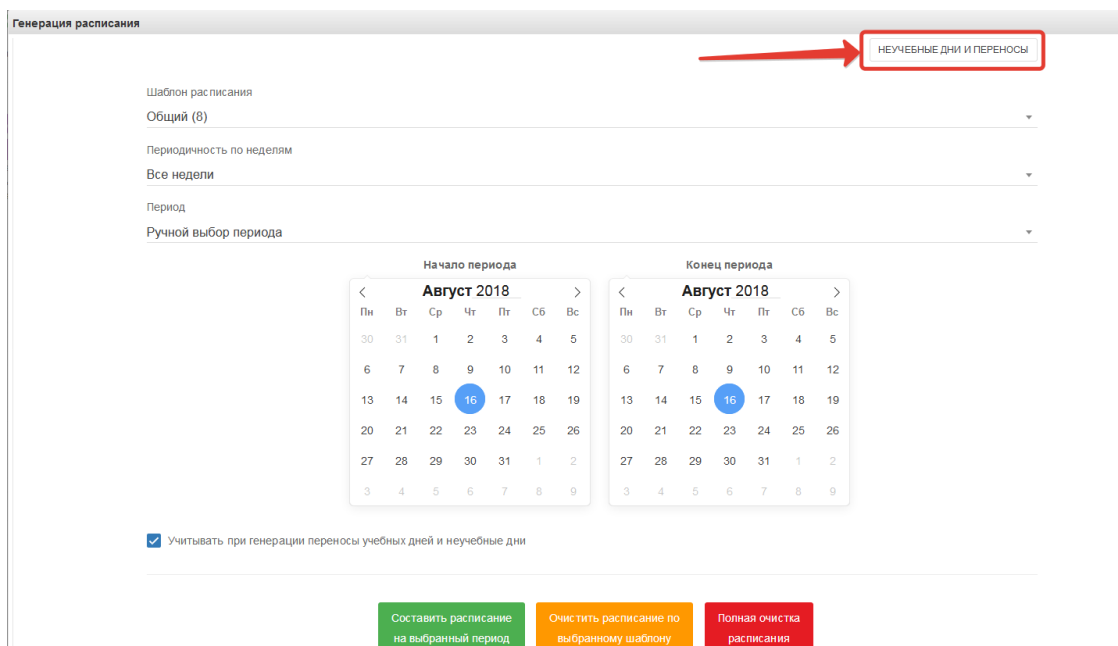 Генерация расписания
НЕУЧЕБНЫЕ ДНИ И ПЕРЕНОСЫ
Шаблон расписания
Общий (8)
Периодичность по неделям
Все недели
Период
Ручной выбор периода
Начало периода
Август 2018
Пн Вт Ср Чт Пт Сб Вс
30 31 1 2 3 4 5
6 7 8 9 10 11 12
13 14 15 16 17 18 19
20 21 22 23 24 25 26
27 28 29 30 31 1 2
3 4 5 6 7 8 9
Конец периода
Август 2018
Пн Вт Ср Чт Пт Сб Вс
30 31 1 2 3 4 5
6 7 8 9 10 11 12
13 14 15 16 17 18 19
20 21 22 23 24 25 26
27 28 29 30 31 1 2
3 4 5 6 7 8 9
Учитывать при генерации переносы учебных дней и неучебные дни
Составить расписание
на выбранный период
Очистить расписание по
выбранному шаблону
Полная очистка
расписания